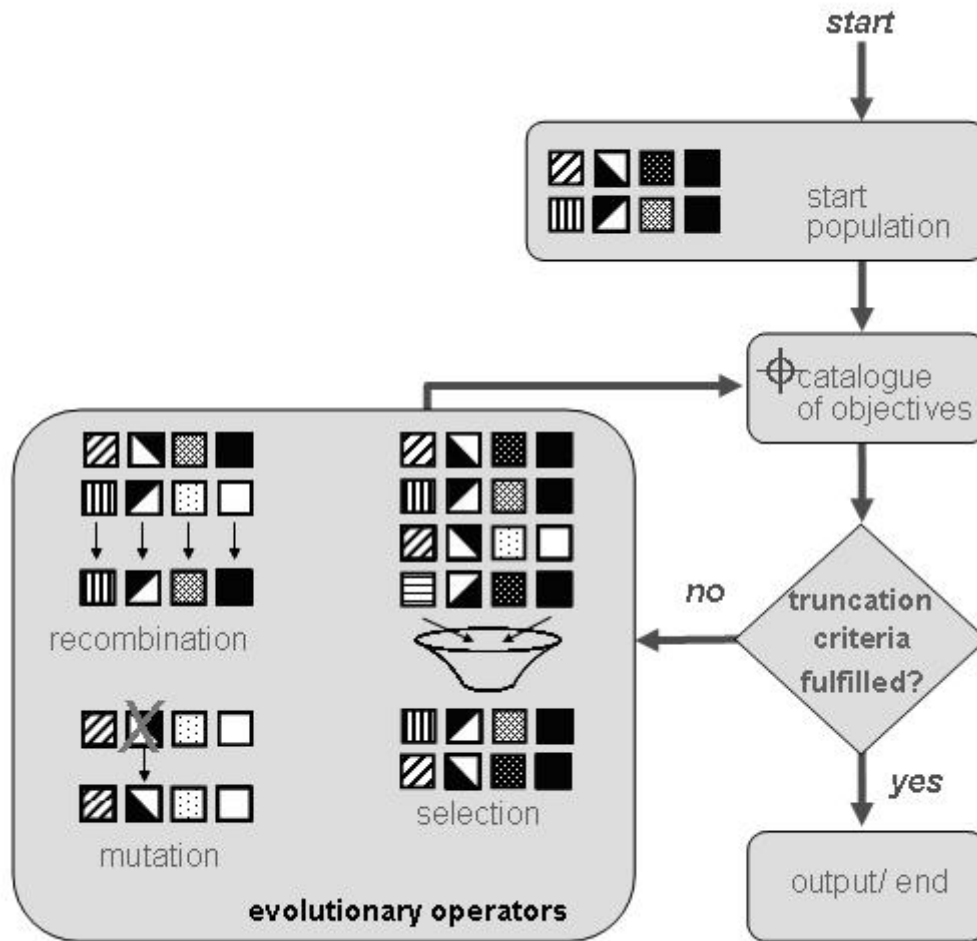 start
start
population
catalogue
of objectives
no
truncation
criteria
fulfilled?
yes
output/ end
recombination
mutation
selection
evolutionary operators